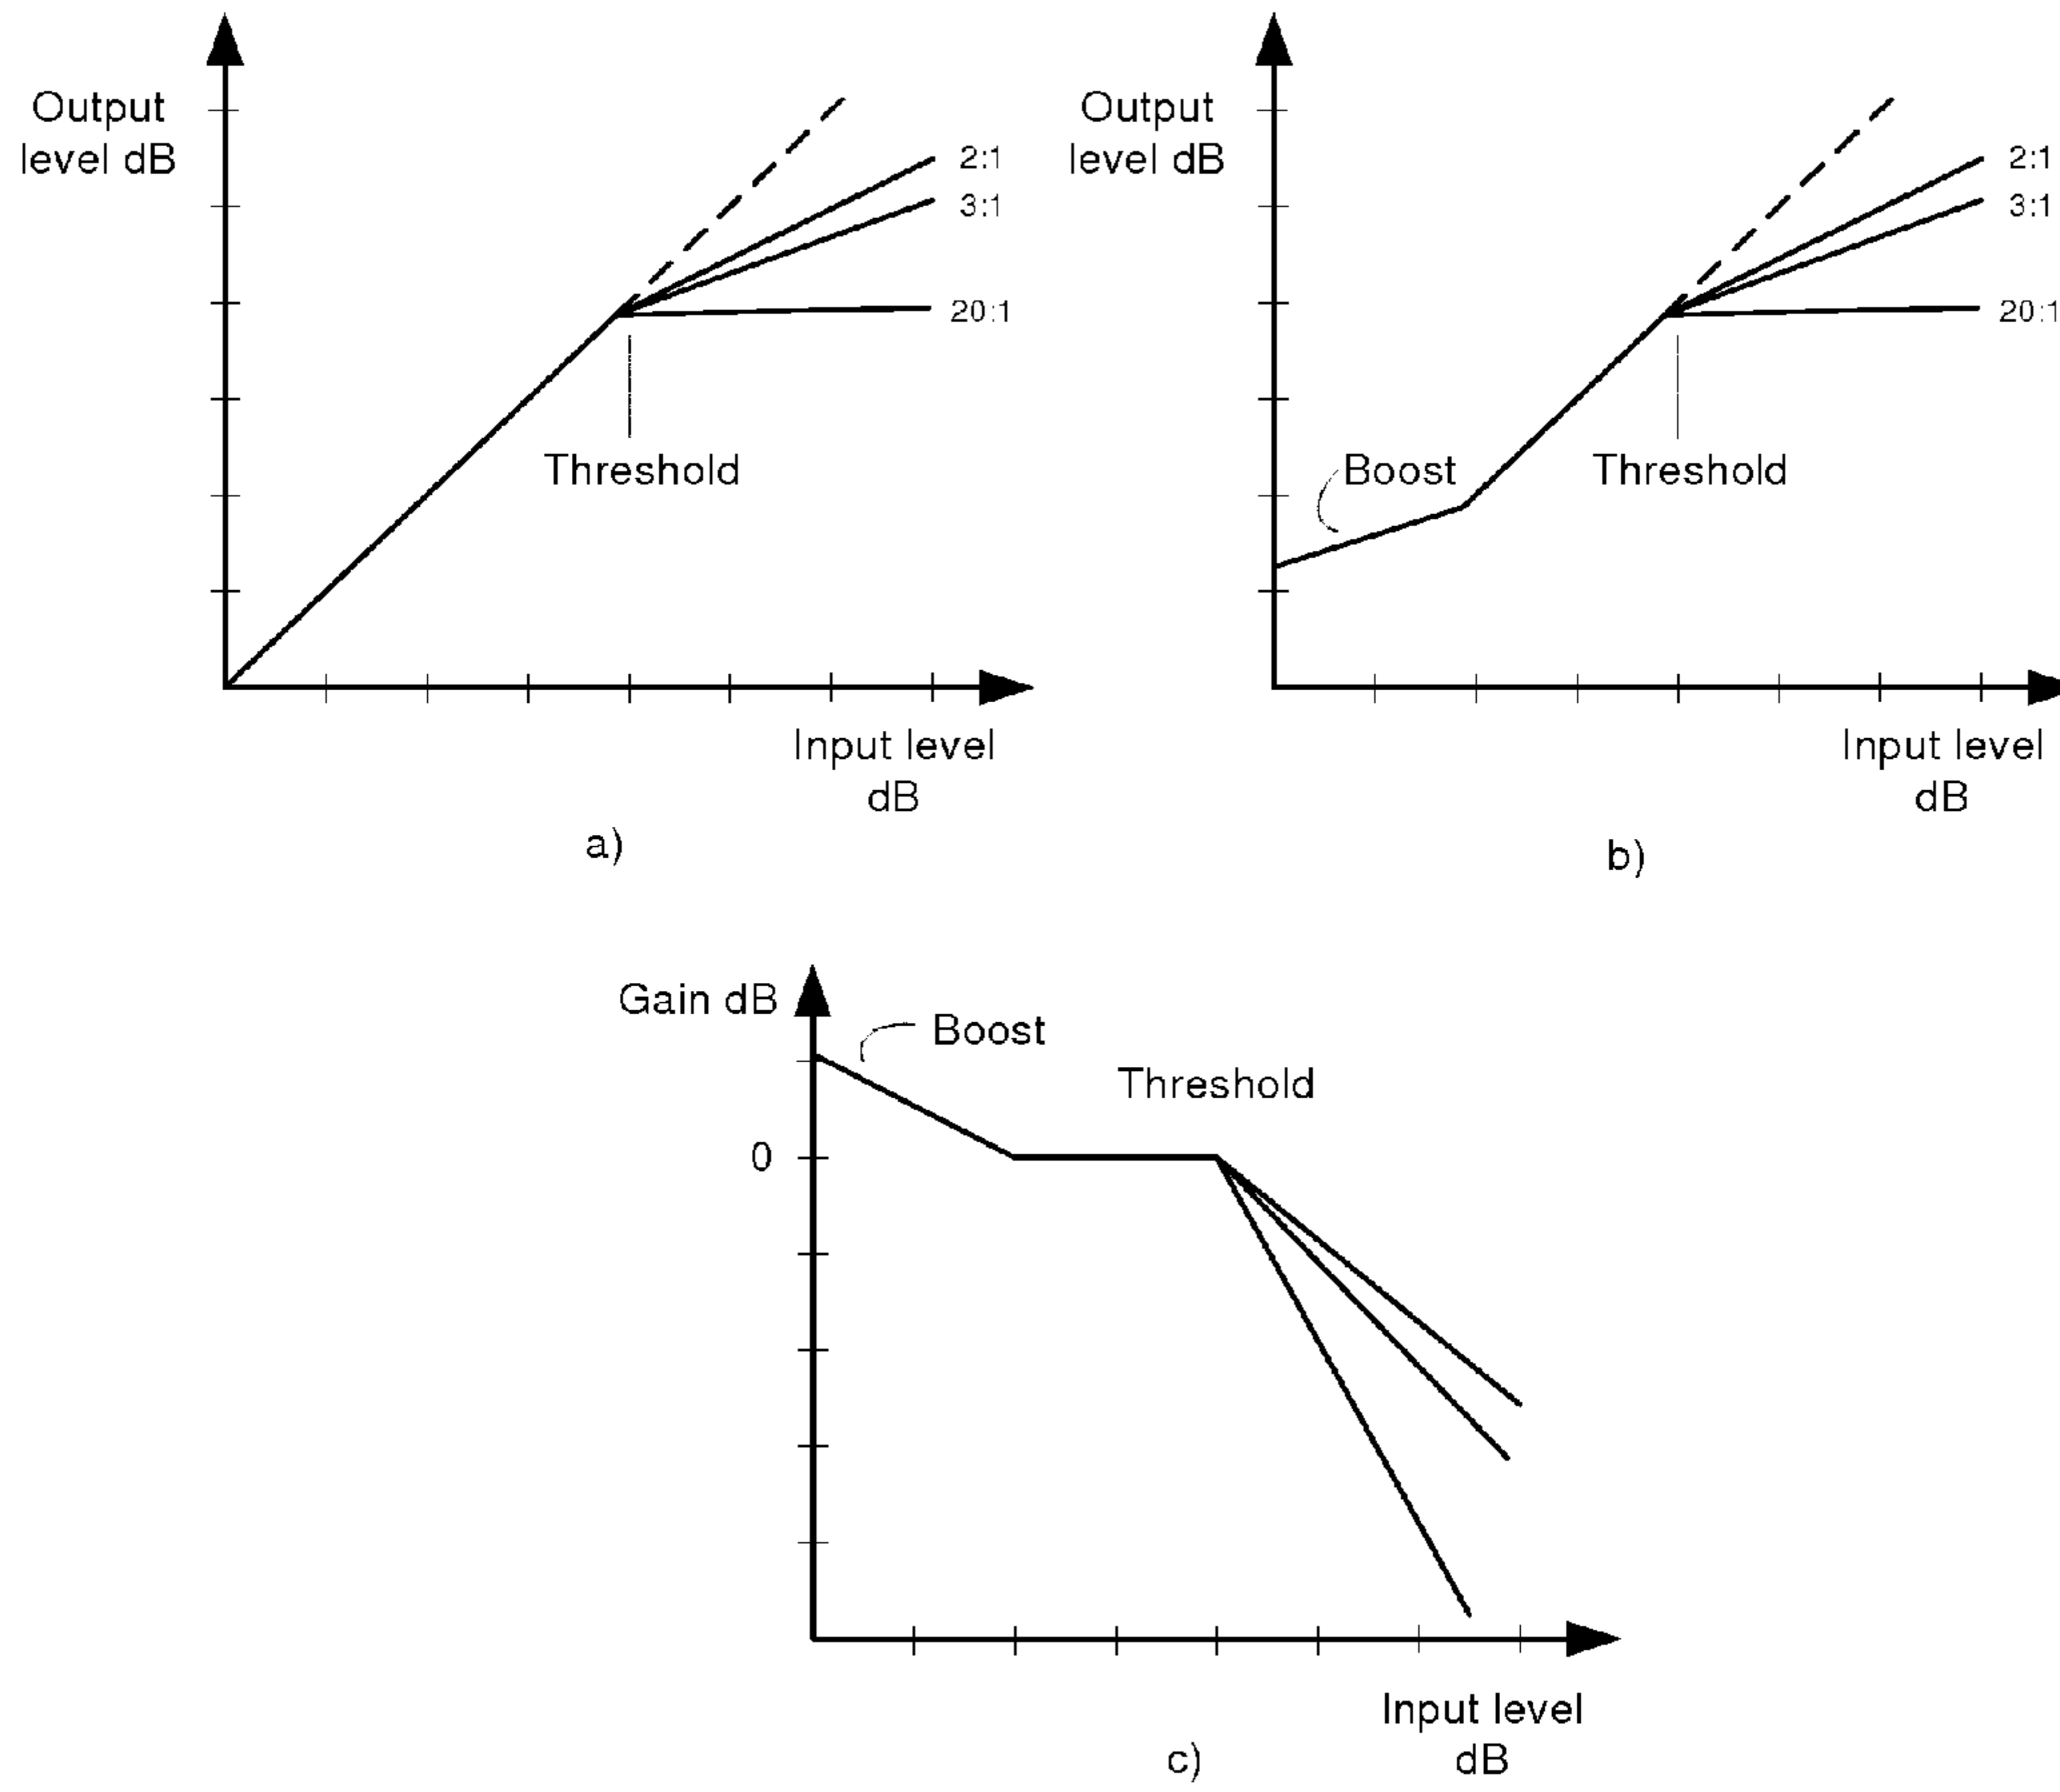 Output
level dB
2:1
3:1
20:1
Threshold
Input level
dB
a)
Output
level dB
2:1
3:1
20:1
Boost
Threshold
Input level
dB
b)
Gain dB
Boost
Threshold
0
Input level
dB
c)